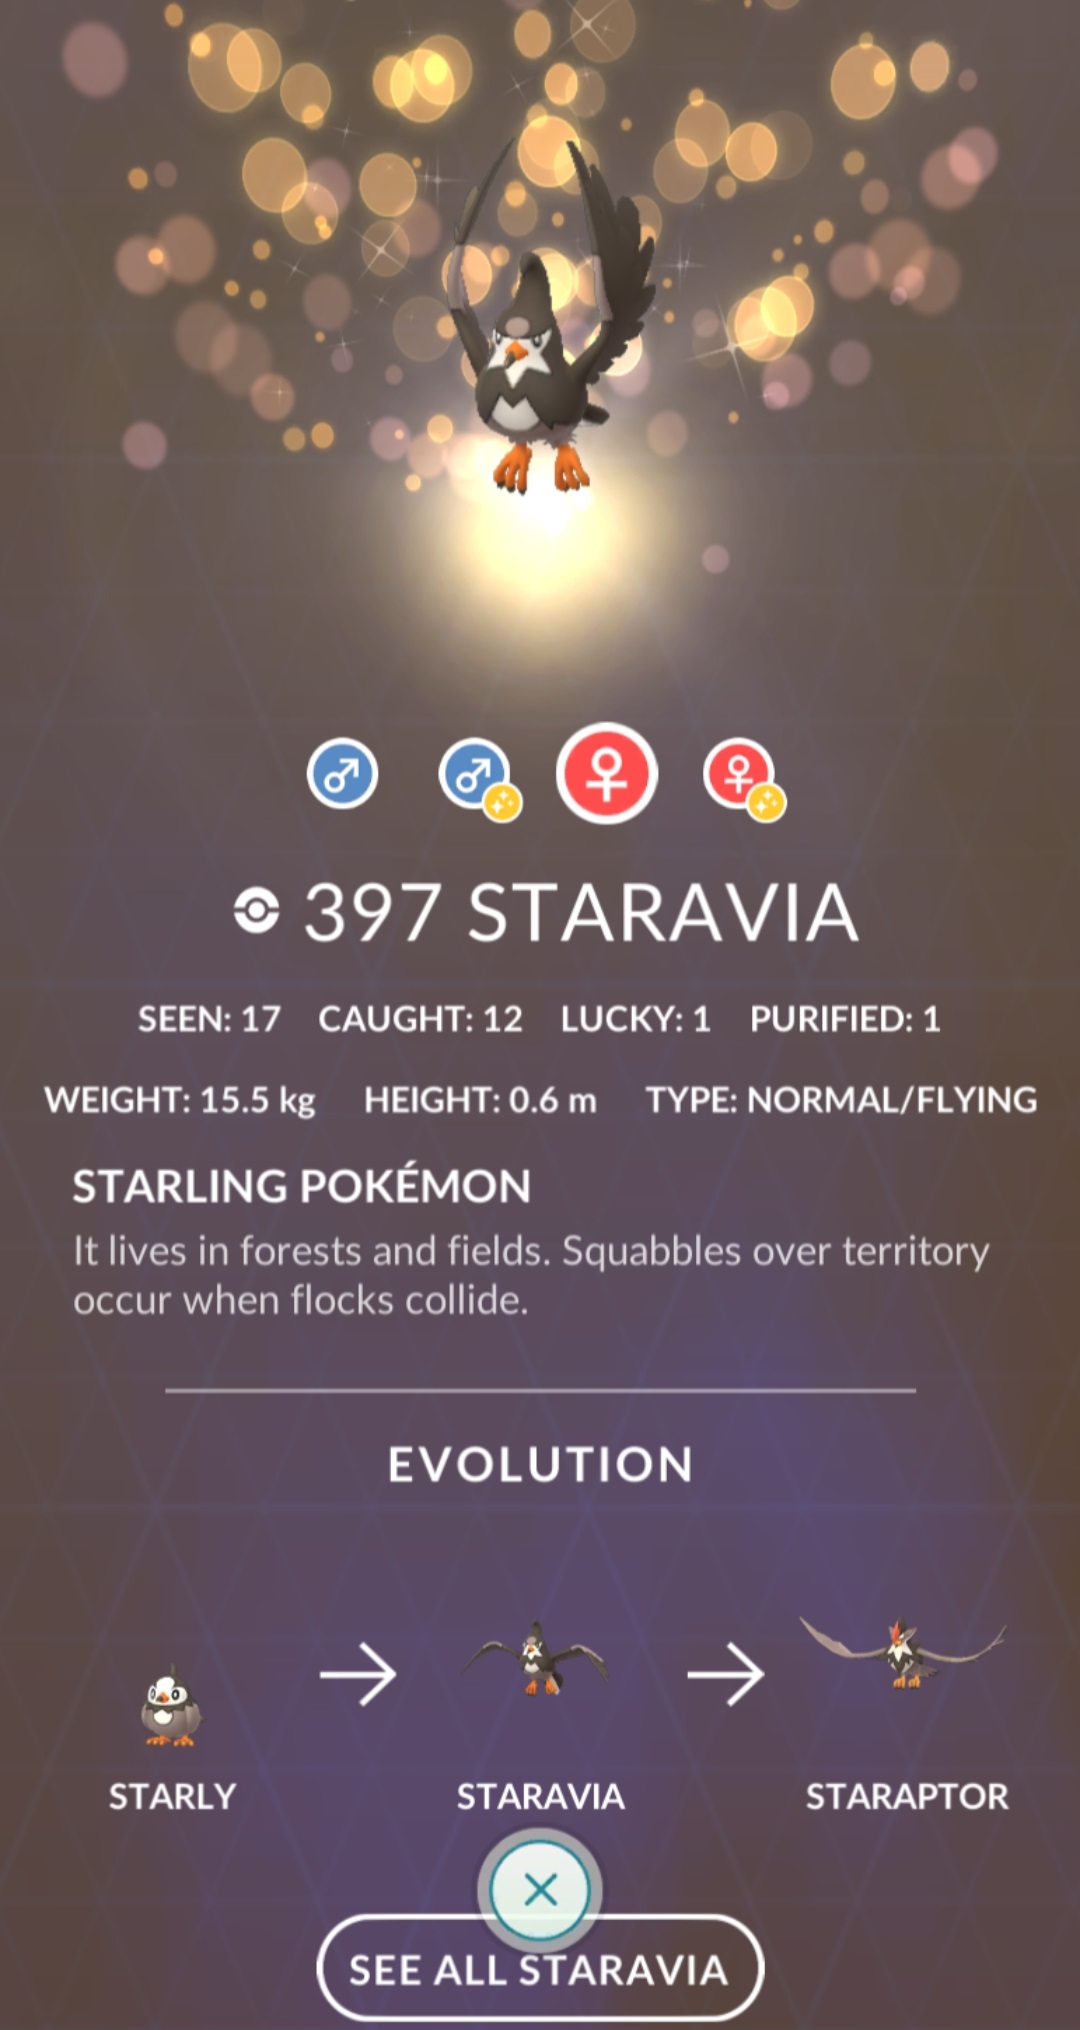 397 STARAVIA
SEEN: 17 CAUGHT: 12 LUCKY: 1 PURIFIED: 1
WEIGHT: 15.5 kg HEIGHT: 0.6 m TYPE: NORMAL/FLYING
STARLING POKÉMON
It lives in forests and fields. Squabbles over territory
occur when flocks collide.
EVOLUTION
STARLY STARAVIA STARAPTOR
SEE ALL STARAVIA